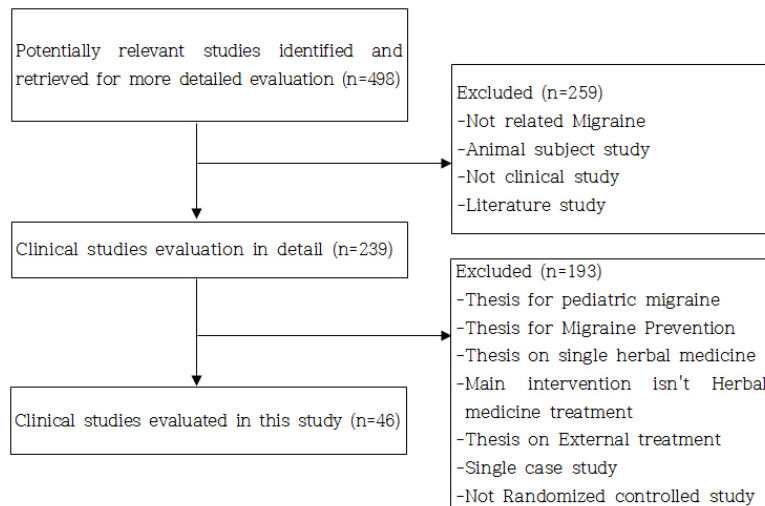 Potentially relevant studies identified and
retrieved for more detailed evaluation (n=498)
Excluded (n=259)
-Not related Migraine
-Animal subject study
-Not clinical study
-Literature study
Clinical studies evaluation in detail (n=239)
Excluded (n=193)
-Thesis for pediatric migraine
-Thesis for Migraine Prevention
-Thesis on single herbal medicine
-Main intervention isn't Herbal
medicine treatment
-Thesis on External treatment
-Single case study
-Not Randomized controlled study
Clinical studies evaluated in this study (n=46)